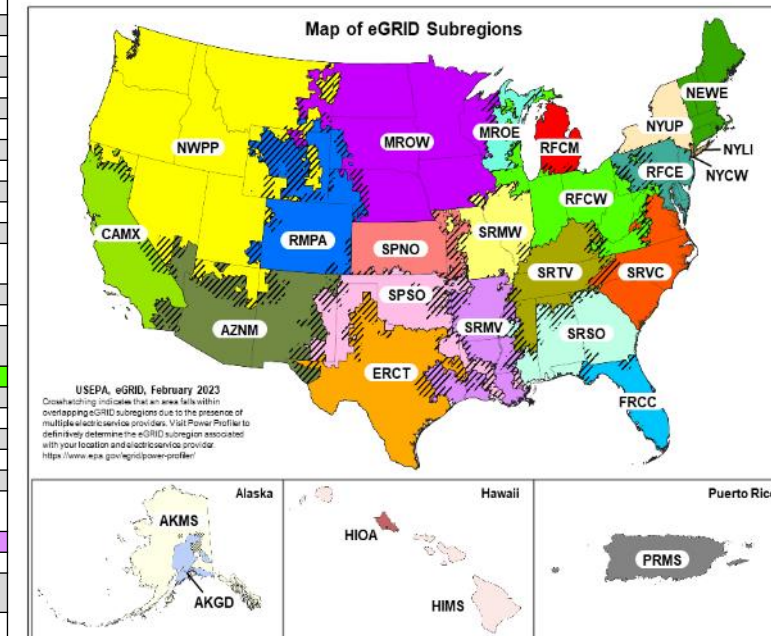 Map of eGRID Subregions
NEWE
NYUP
MROE
NWPP
MROW
RFCM
NYLI
RFCE
NYCW
RFCW
CAMX
SRMW
RMPA
SPNO
SRTV
SRVC
SPSO
AZNM
SRMV
SRSO
ERCT
USEPA, eGRID, February 2023
Crosshatching indicates that an area falls within
overlapping eGRID subregions due to the presence of
multiple electric service providers. Visit Power Profiler to
definitively determine the eGRID subregion associated
with your location and electric service provider.
https://www.epa.gov/egrid/power-profiler/
FRCC
Alaska
Hawaii
Puerto Rico
AKMS
HIOA
PRMS
AKGD
HIMS